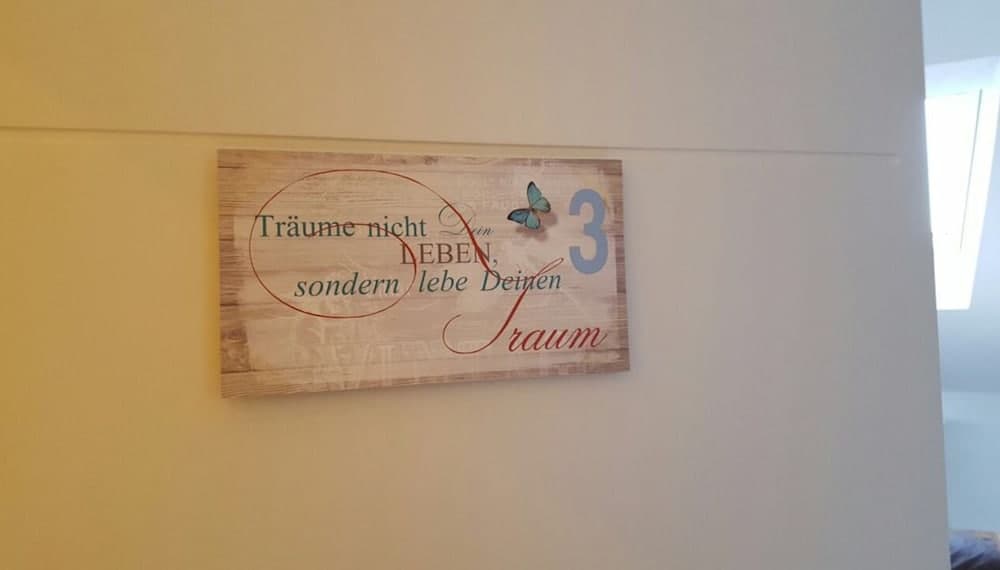 Träume nicht Dein
LEBEN,
sondern lebe Deinen
Traum
3